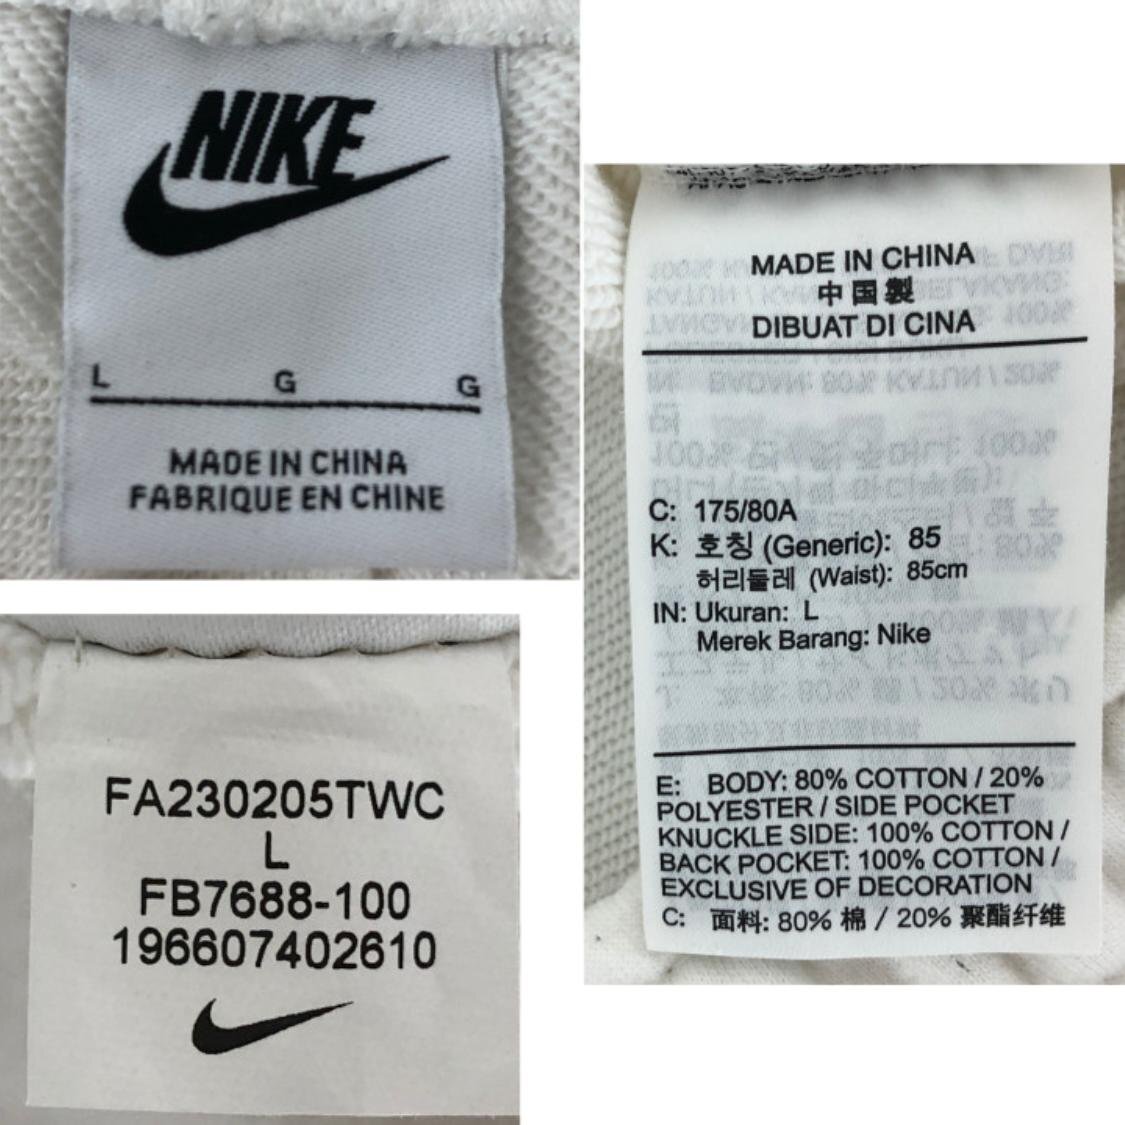 NIKE
L G G
MADE IN CHINA
FABRIQUE EN CHINE
MADE IN CHINA
中国製
DIBUAT DI CINA
C: 175/80A
K: 호칭 (Generic): 85
허리둘레 (Waist): 85cm
IN: Ukuran: L
Merek Barang: Nike
E: BODY: 80% COTTON / 20%
POLYESTER / SIDE POCKET
KNUCKLE SIDE: 100% COTTON /
BACK POCKET: 100% COTTON /
EXCLUSIVE OF DECORATION
C: 面料: 80% 棉 / 20% 聚酯纤维
FA230205TWC
L
FB7688-100
196607402610